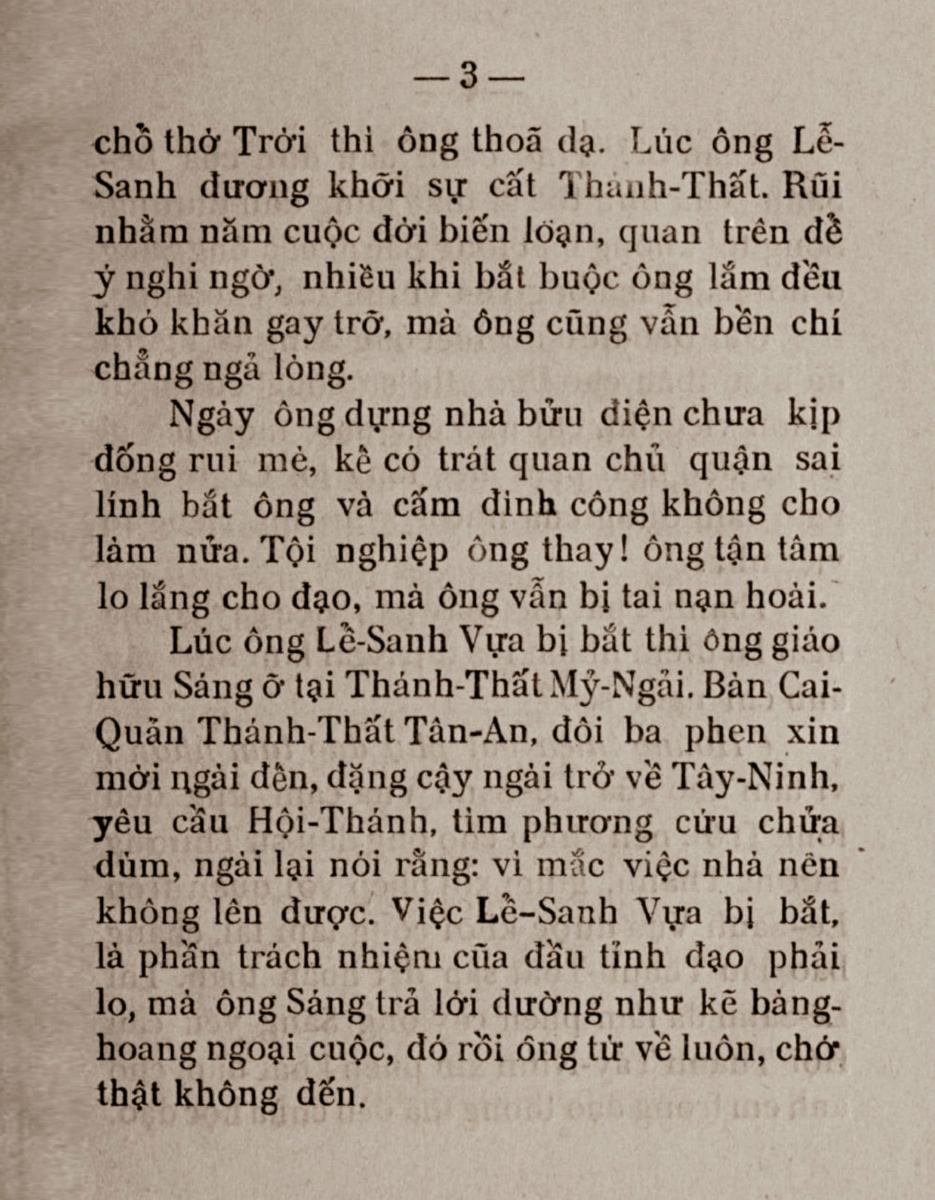 — 3 —
chỗ thờ Trời thì ông thoã dạ. Lúc ông Lễ-
Sanh đương khỡi sự cất Thánh-Thất. Rũi
nhằm năm cuộc đời biến loạn, quan trên để
ý nghi ngờ, nhiều khi bắt buộc ông lắm đều
khó khăn gay trỡ, mà ông cũng vẫn bền chí
chẳng ngả lòng.
Ngày ông dựng nhà bửu điện chưa kịp
đống rui mè, kề có trát quan chủ quận sai
lính bắt ông và cấm đình công không cho
làm nửa. Tội nghiệp ông thay! ông tận tâm
lo lắng cho đạo, mà ông vẫn bị tai nạn hoài.
Lúc ông Lề-Sanh Vựa bị bắt thì ông giáo
hữu Sáng ỡ tại Thánh-Thất Mỷ-Ngải. Bàn Cai-
Quản Thánh-Thất Tân-An, đôi ba phen xin
mời ngài đền, đặng cậy ngài trở về Tây-Ninh,
yêu cầu Hội-Thánh, tìm phương cứu chửa
dùm, ngài lại nói rằng: vì mắc việc nhà nên
không lên được. Việc Lề-Sanh Vựa bị bắt,
là phần trách nhiệm cũa đầu tỉnh đạo phải
lo, mà ông Sáng trả lời dường như kẽ bàng-
hoang ngoại cuộc, đó rồi ông từ về luôn, chớ
thật không đến.